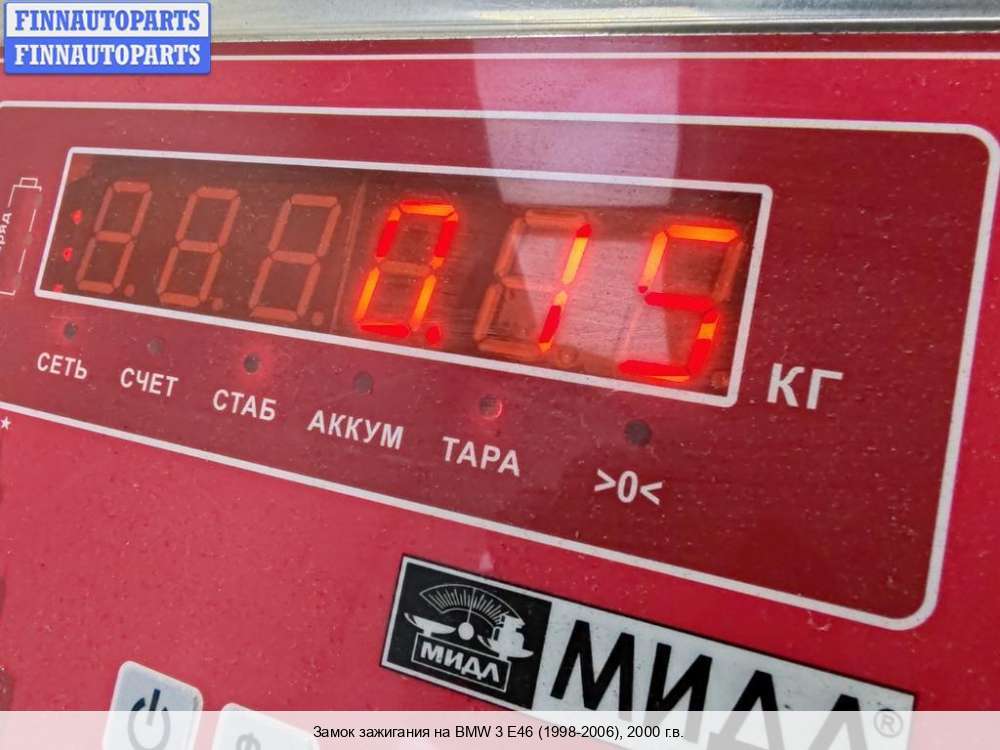 FINNAUTOPARTS
FINNAUTOPARTS
0.15
КГ
СЕТЬ СЧЕТ СТАБ АККУМ ТАРА >0<
МИДЛ
МИДЛ®
Замок зажигания на BMW 3 E46 (1998-2006), 2000 г.в.